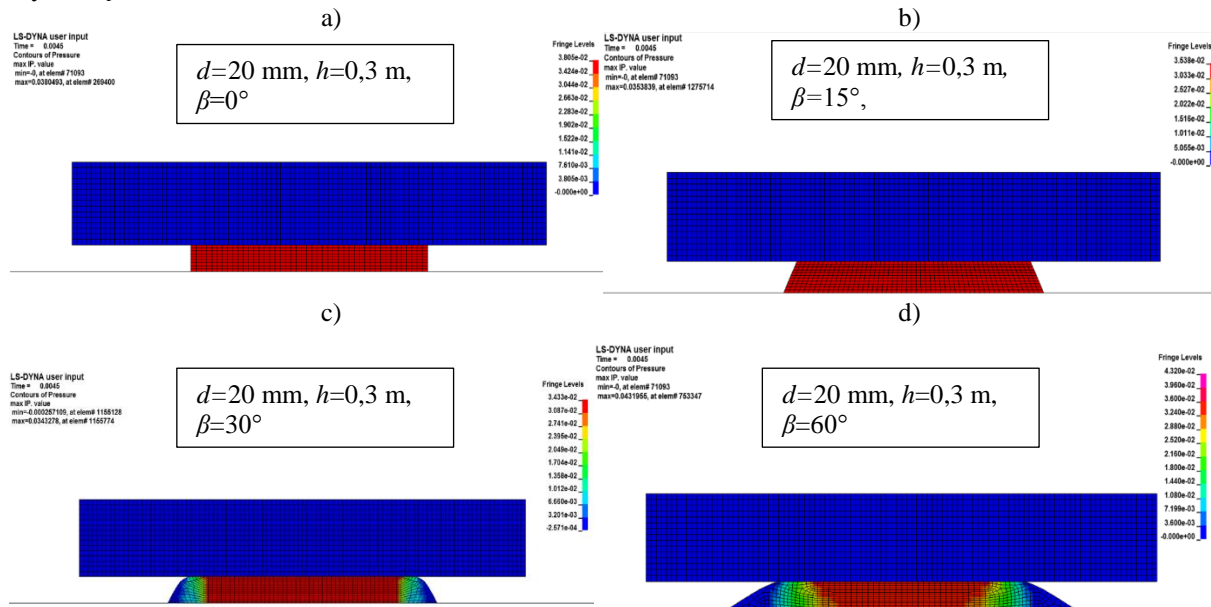 a)
LS-DYNA user input
Time = 0.0045
Contours of Pressure
max IP. value
min=-0, at elem# 71093
max=0.0380493, at elem# 269400
d=20 mm, h=0,3 m,
β=0°
Fringe Levels
3.805e-02
3.424e-02
3.044e-02
2.663e-02
2.283e-02
1.902e-02
1.522e-02
1.141e-02
7.610e-03
3.805e-03
-0.000e+00
b)
LS-DYNA user input
Time = 0.0045
Contours of Pressure
max IP. value
min=-0, at elem# 71093
max=0.0353839, at elem# 1275714
d=20 mm, h=0,3 m,
β=15°,
Fringe Levels
3.538e-02
3.033e-02
2.527e-02
2.022e-02
1.516e-02
1.011e-02
5.055e-03
-0.000e+00
c)
LS-DYNA user input
Time = 0.0045
Contours of Pressure
max IP. value
min=-0.000257109, at elem# 1156128
max=0.0343278, at elem# 1155774
d=20 mm, h=0,3 m,
β=30°
Fringe Levels
3.433e-02
3.087e-02
2.741e-02
2.395e-02
2.049e-02
1.704e-02
1.358e-02
1.012e-02
6.660e-03
3.201e-03
-2.571e-04
d)
LS-DYNA user input
Time = 0.0045
Contours of Pressure
max IP. value
min=-0, at elem# 71093
max=0.0431955, at elem# 753347
d=20 mm, h=0,3 m,
β=60°
Fringe Levels
4.320e-02
3.960e-02
3.600e-02
3.240e-02
2.880e-02
2.520e-02
2.160e-02
1.800e-02
1.440e-02
1.080e-02
7.199e-03
3.600e-03
-0.000e+00